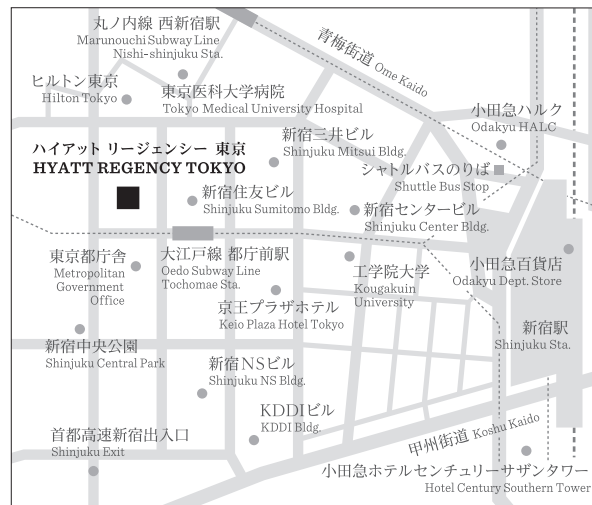 丸ノ内線 西新宿駅
Marunouchi Subway Line
Nishi-shinjuku Sta.
青梅街道 Ome Kaido
ヒルトン東京
Hilton Tokyo
東京医科大学病院
Tokyo Medical University Hospital
小田急ハルク
Odakyu HALC
ハイアット リージェンシー 東京
HYATT REGENCY TOKYO
新宿三井ビル
Shinjuku Mitsui Bldg.
シャトルバスのりば
Shuttle Bus Stop
新宿住友ビル
Shinjuku Sumitomo Bldg.
新宿センタービル
Shinjuku Center Bldg.
東京都庁舎
Metropolitan
Government
Office
大江戸線 都庁前駅
Oedo Subway Line
Tochomae Sta.
工学院大学
Kougakuin
University
小田急百貨店
Odakyu Dept. Store
京王プラザホテル
Keio Plaza Hotel Tokyo
新宿駅
Shinjuku Sta.
新宿中央公園
Shinjuku Central Park
新宿NSビル
Shinjuku NS Bldg.
KDDIビル
KDDI Bldg.
甲州街道 Koshu Kaido
首都高速新宿出入口
Shinjuku Exit
小田急ホテルセンチュリーサザンタワー
Hotel Century Southern Tower